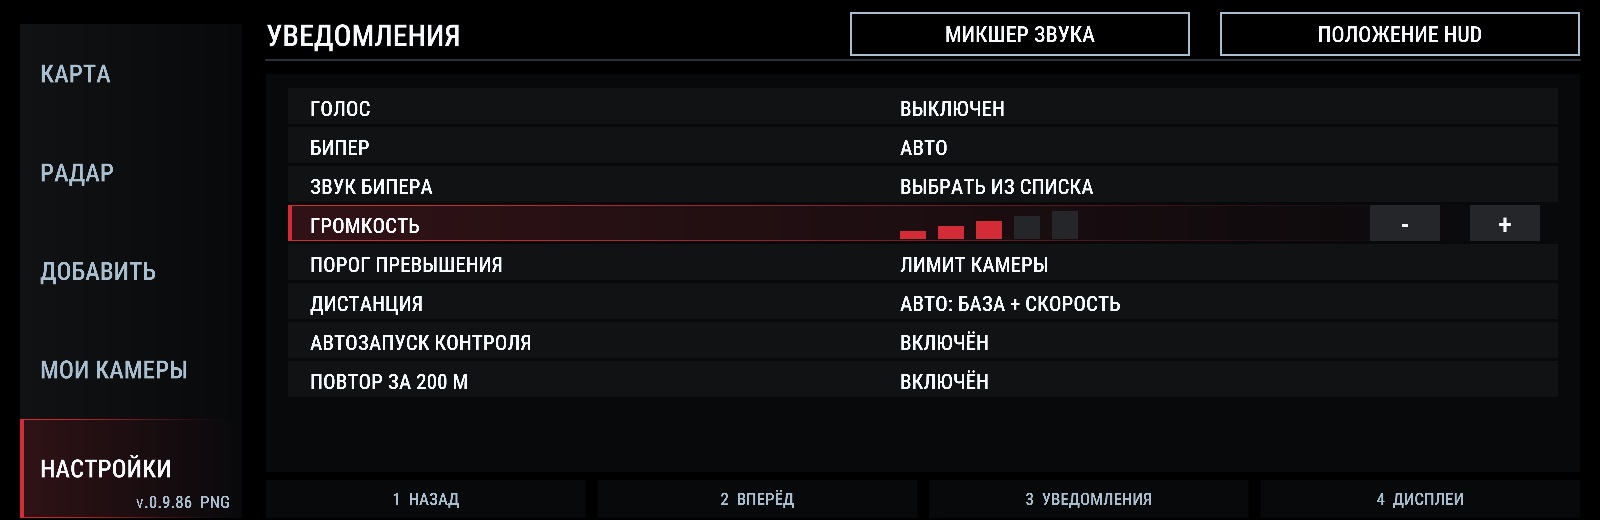 УВЕДОМЛЕНИЯ
МИКШЕР ЗВУКА
ПОЛОЖЕНИЕ HUD
КАРТА
РАДАР
ДОБАВИТЬ
МОИ КАМЕРЫ
НАСТРОЙКИ
v.0.9.86 PNG
ГОЛОС ВЫКЛЮЧЕН
БИПЕР АВТО
ЗВУК БИПЕРА ВЫБРАТЬ ИЗ СПИСКА
ГРОМКОСТЬ - +
ПОРОГ ПРЕВЫШЕНИЯ ЛИМИТ КАМЕРЫ
ДИСТАНЦИЯ АВТО: БАЗА + СКОРОСТЬ
АВТОЗАПУСК КОНТРОЛЯ ВКЛЮЧЁН
ПОВТОР ЗА 200 М ВКЛЮЧЁН
1 НАЗАД
2 ВПЕРЁД
3 УВЕДОМЛЕНИЯ
4 ДИСПЛЕИ